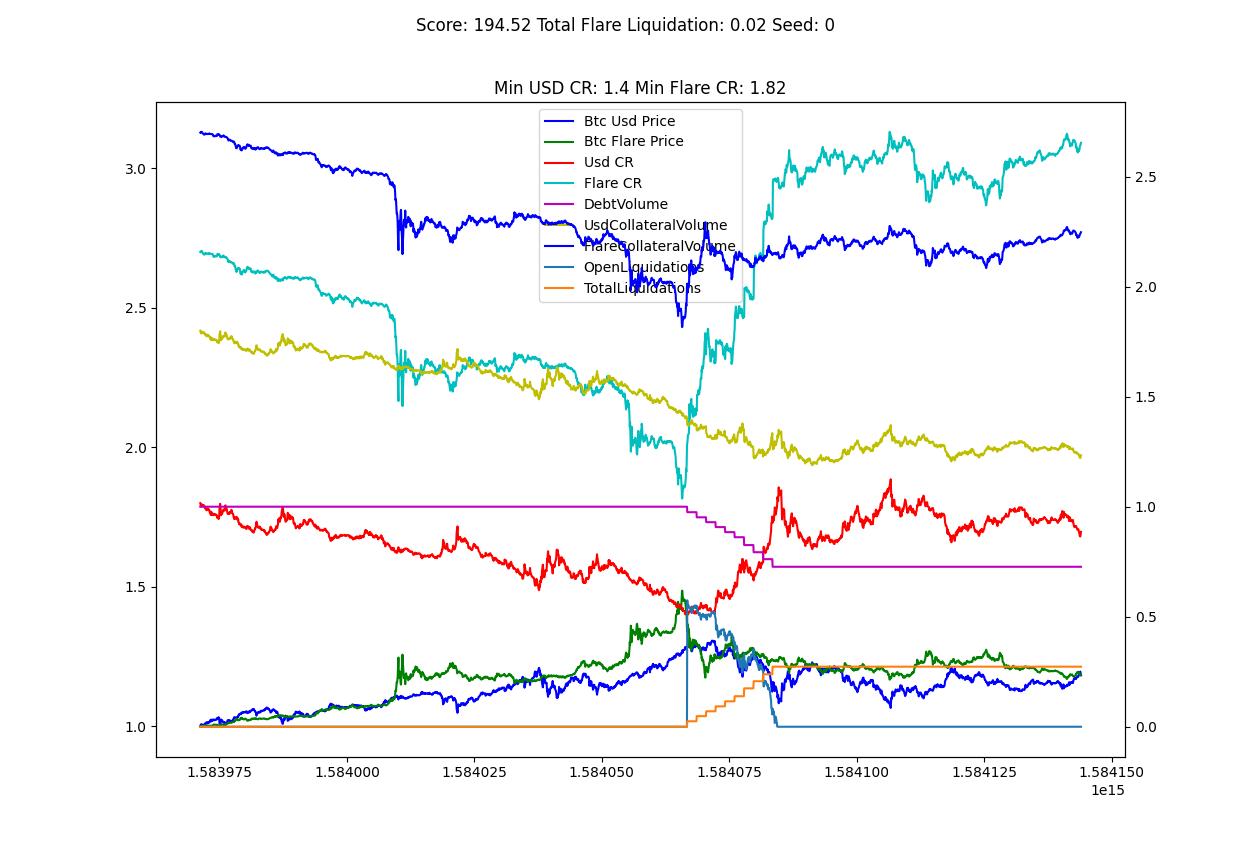 Score: 194.52 Total Flare Liquidation: 0.02 Seed: 0
Min USD CR: 1.4 Min Flare CR: 1.82
Btc Usd Price
Btc Flare Price
Usd CR
Flare CR
DebtVolume
UsdCollateralVolume
FlareCollateralVolume
OpenLiquidations
TotalLiquidations
3.0
2.5
2.0
1.5
1.0
2.5
2.0
1.5
1.0
0.5
0.0
1.583975 1.584000 1.584025 1.584050 1.584075 1.584100 1.584125 1.584150
1e15